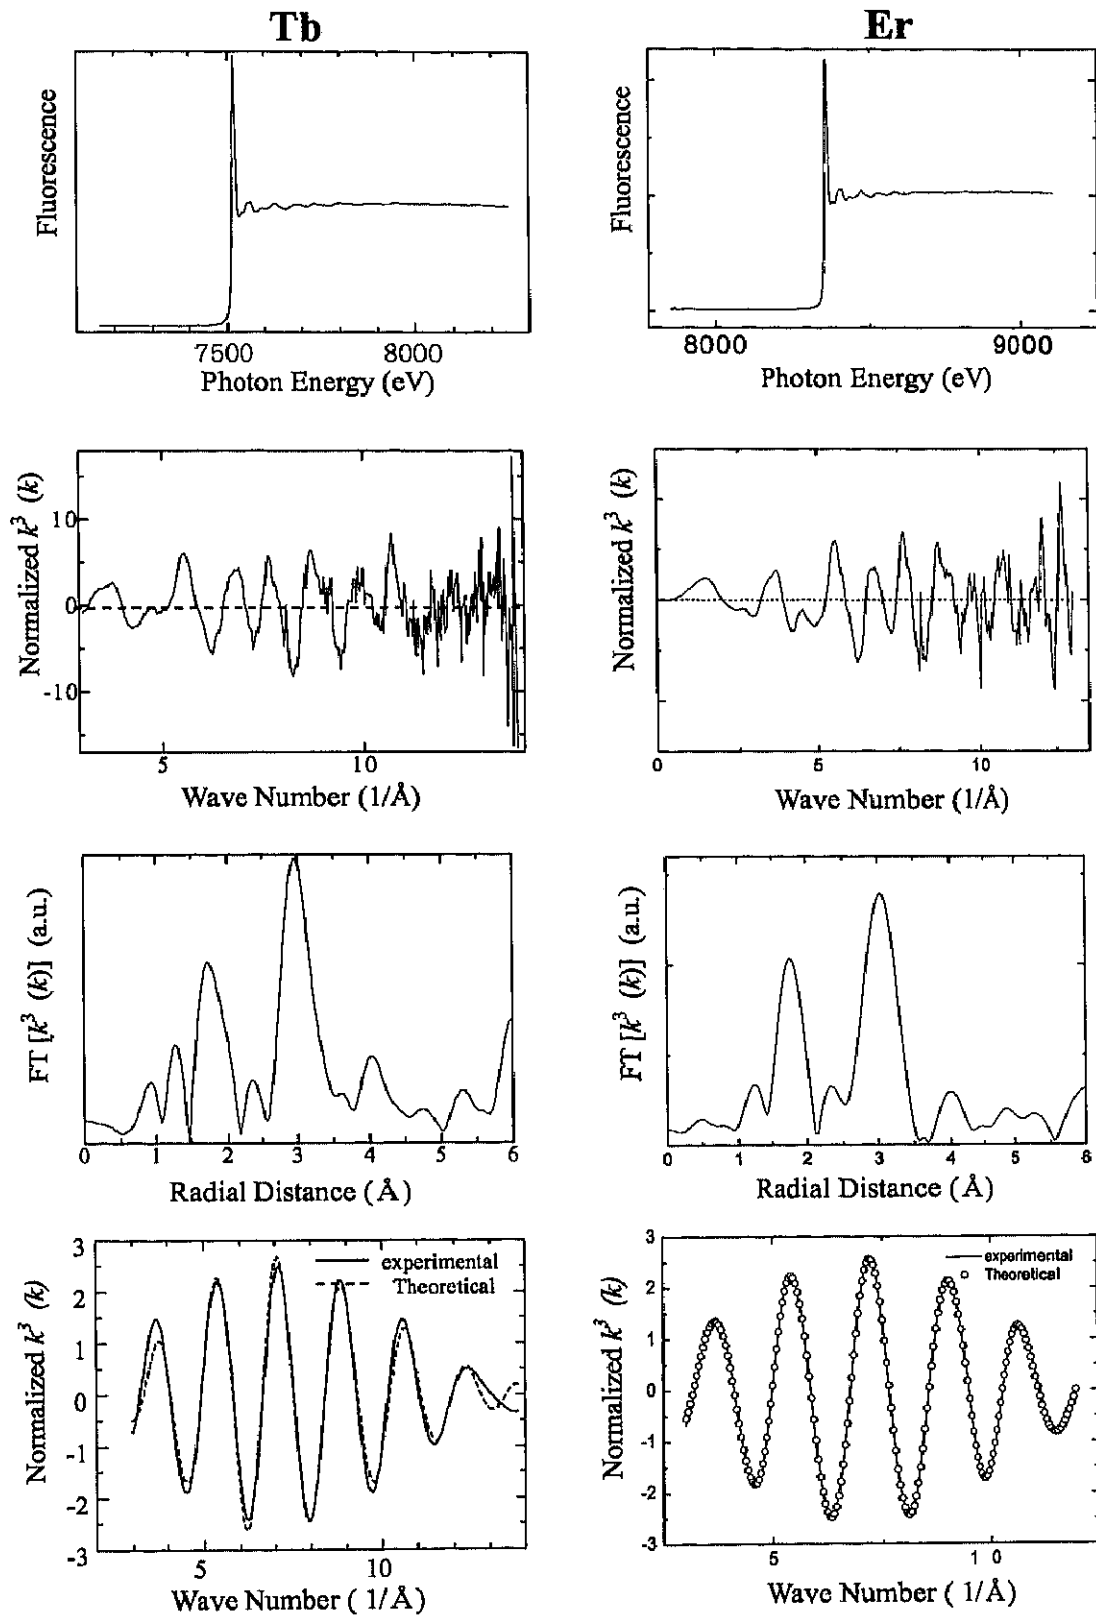 Tb
Fluorescence
7500
8000
Photon Energy (eV)
Er
Fluorescence
8000
9000
Photon Energy (eV)
Normalized k³ (k)
10
0
-10
5
10
Wave Number (1/Å)
Normalized k³ (k)
0
5
10
Wave Number (1/Å)
FT [k³ (k)] (a.u.)
0 1 2 3 4 5 6
Radial Distance (Å)
FT [k³ (k)] (a.u.)
0 1 2 3 4 5 6
Radial Distance (Å)
Normalized k³ (k)
3
2
1
0
-1
-2
-3
experimental
Theoretical
5
10
Wave Number ( 1/Å)
Normalized k³ (k)
3
2
1
0
-1
-2
-3
experimental
Theoretical
5
1 0
Wave Number ( 1/Å)